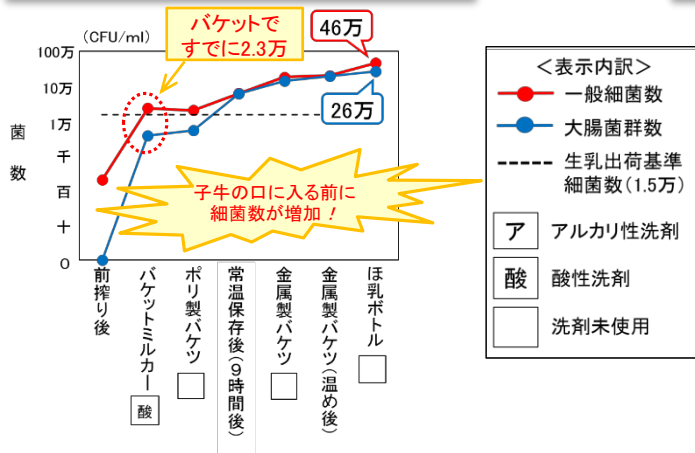 (CFU/ml)
バケットで
すでに2.3万
46万
26万
100万
10万
1万
千
百
十
0
菌数
子牛の口に入る前に
細菌数が増加！
前搾り後
バケットミルカー
酸
ポリ製バケツ
常温保存後(9時間後)
金属製バケツ
金属製バケツ(温め後)
ほ乳ボトル
＜表示内訳＞
一般細菌数
大腸菌群数
生乳出荷基準
細菌数(1.5万)
ア アルカリ性洗剤
酸 酸性洗剤
洗剤未使用